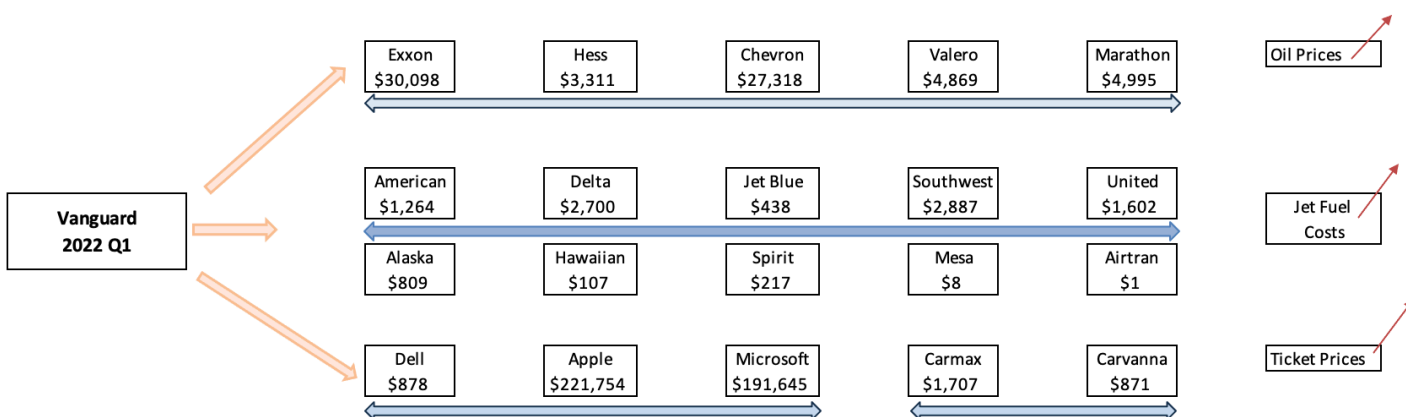 Exxon
$30,098
Hess
$3,311
Chevron
$27,318
Valero
$4,869
Marathon
$4,995
Oil Prices
Vanguard
2022 Q1
American
$1,264
Delta
$2,700
Jet Blue
$438
Southwest
$2,887
United
$1,602
Jet Fuel
Costs
Alaska
$809
Hawaiian
$107
Spirit
$217
Mesa
$8
Airtran
$1
Dell
$878
Apple
$221,754
Microsoft
$191,645
Carmax
$1,707
Carvanna
$871
Ticket Prices